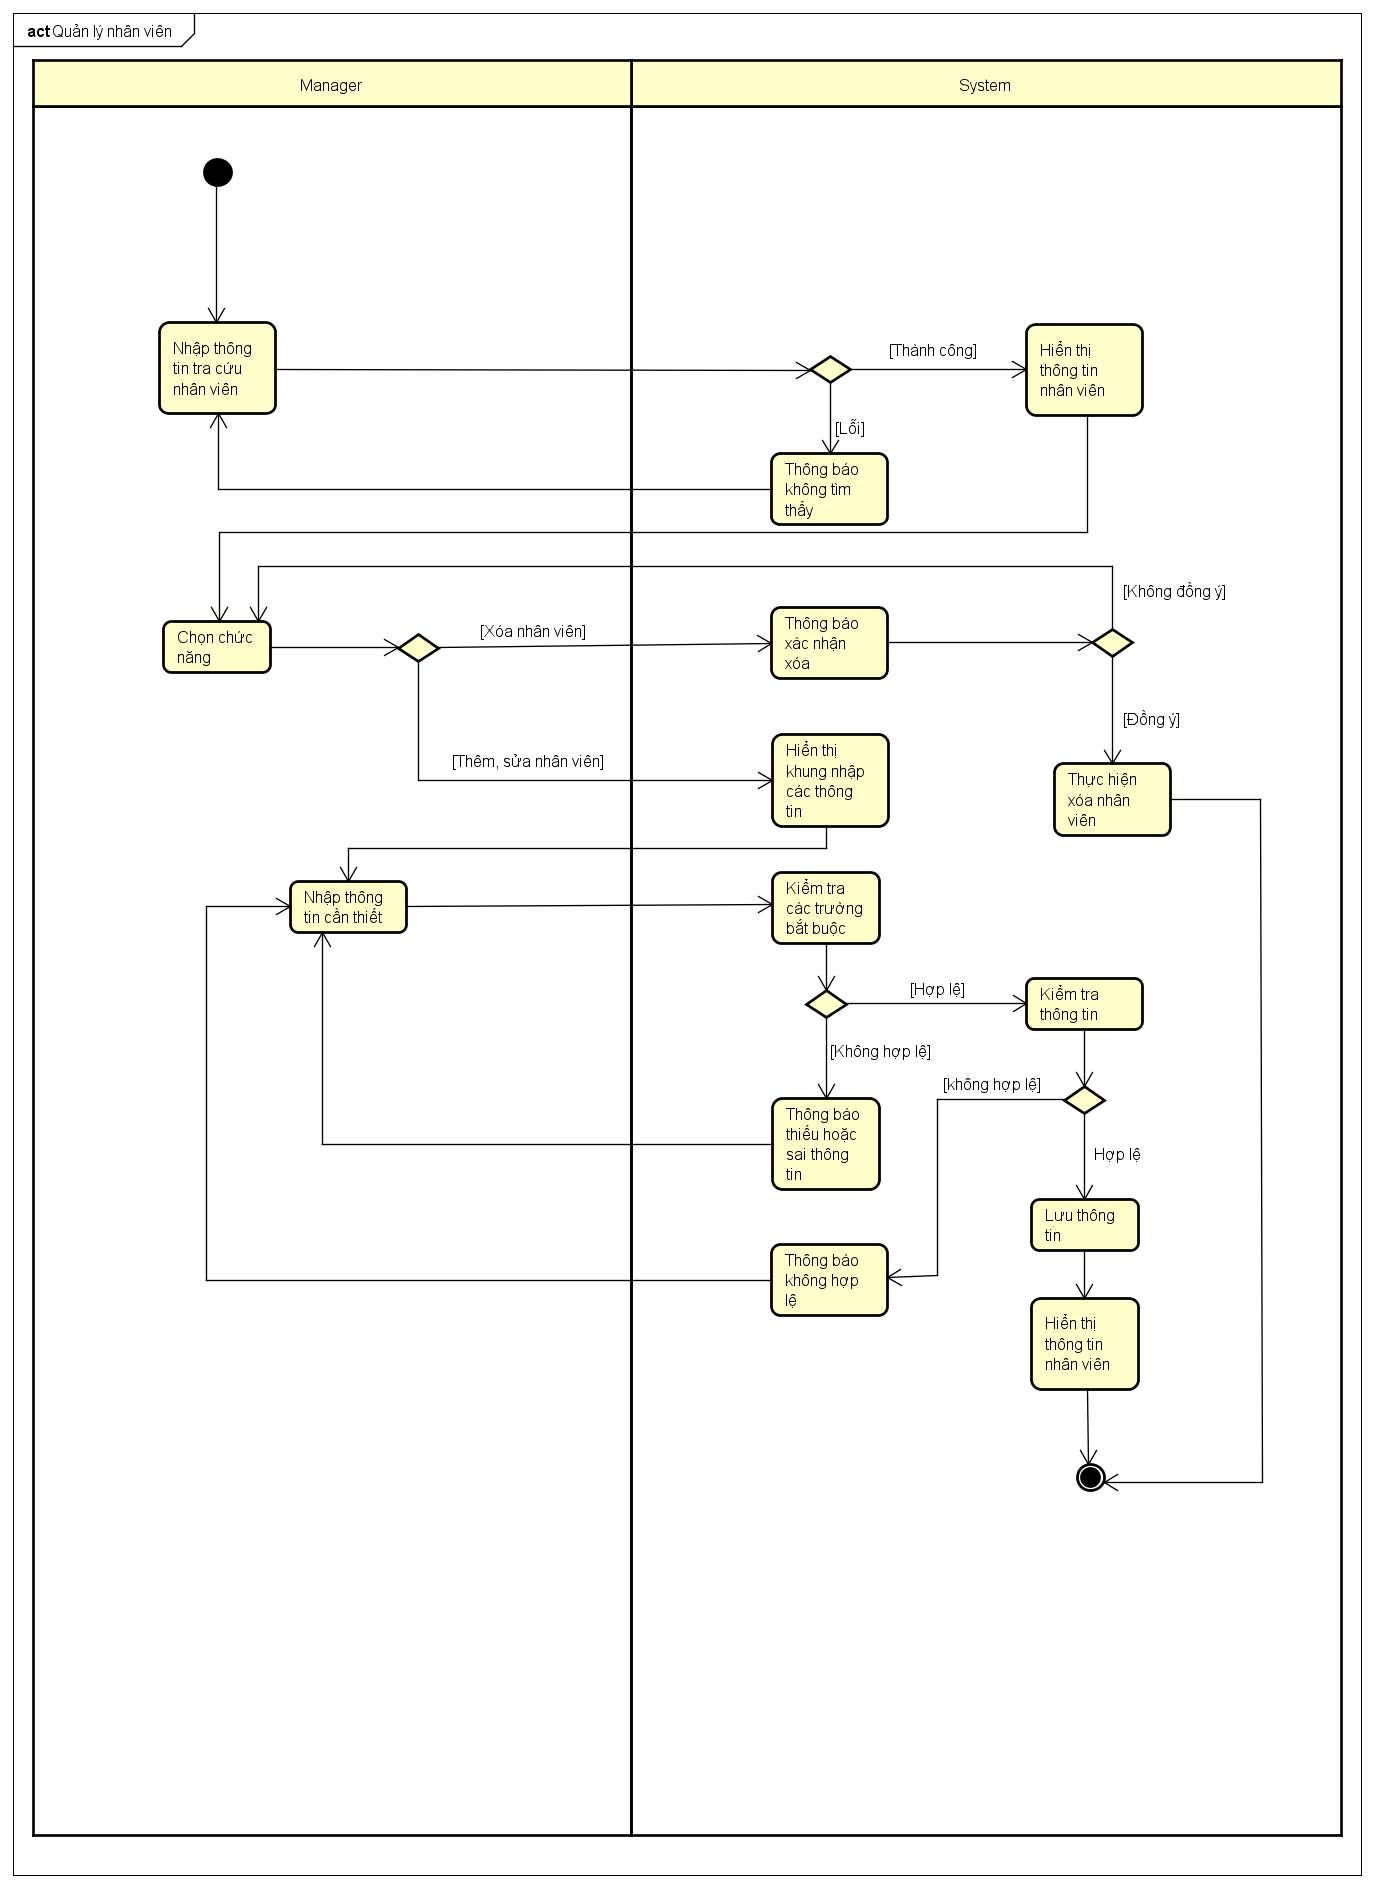 act Quản lý nhân viên
Manager
System
Nhập thông
tin tra cứu
nhân viên
[Thành công]
Hiển thị
thông tin
nhân viên
[Lỗi]
Thông báo
không tìm
thấy
[Không đồng ý]
Chọn chức
năng
[Xóa nhân viên]
Thông báo
xác nhận
xóa
[Đồng ý]
[Thêm, sửa nhân viên]
Hiển thị
khung nhập
các thông
tin
Thực hiện
xóa nhân
viên
Nhập thông
tin cần thiết
Kiểm tra
các trường
bắt buộc
[Hợp lệ]
Kiểm tra
thông tin
[Không hợp lệ]
[không hợp lệ]
Thông báo
thiếu hoặc
sai thông
tin
Hợp lệ
Lưu thông
tin
Thông báo
không hợp
lệ
Hiển thị
thông tin
nhân viên